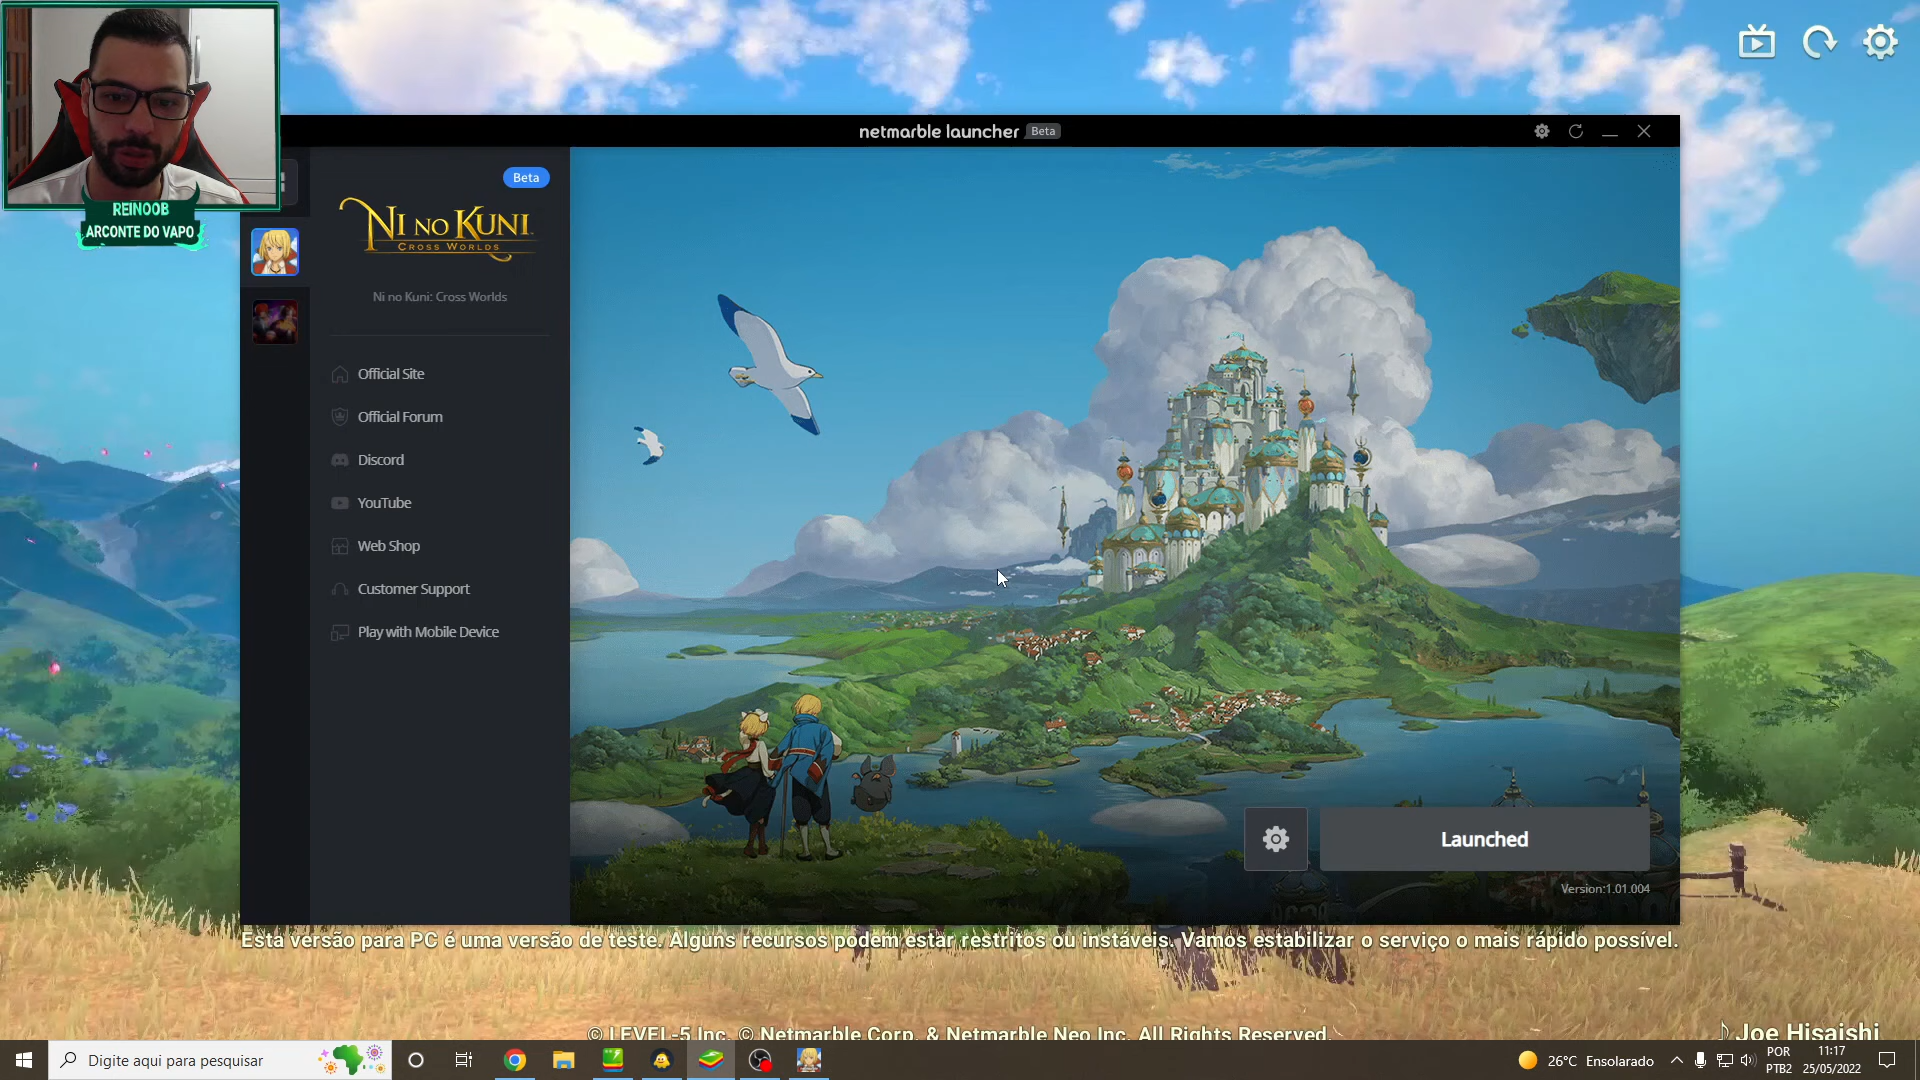 REINOOB
ARCONTE DO VAPO
netmarble launcher Beta
Beta
NI NO KUNI
CROSS WORLDS
Ni no Kuni: Cross Worlds
Official Site
Official Forum
Discord
YouTube
Web Shop
Customer Support
Play with Mobile Device
Launched
Version:1.01.004
Esta versão para PC é uma versão de teste. Alguns recursos podem estar restritos ou instáveis. Vamos estabilizar o serviço o mais rápido possível.
© LEVEL-5 Inc. © Netmarble Corp. & Netmarble Neo Inc. All Rights Reserved.
♪ Joe Hisaishi
Digite aqui para pesquisar
26°C Ensolarado
POR
PTB2
11:17
25/05/2022